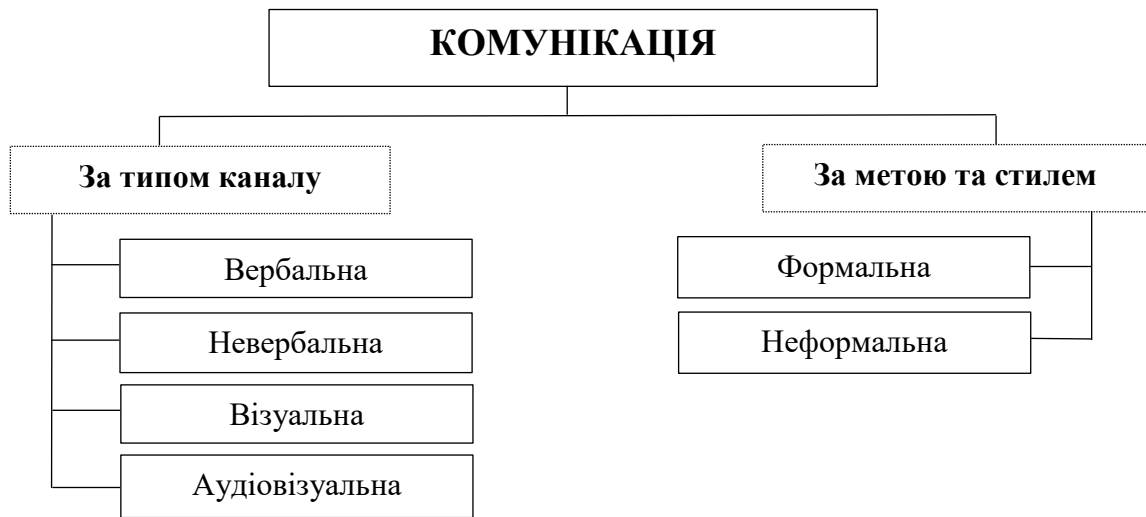 КОМУНІКАЦІЯ
За типом каналу
Вербальна
Невербальна
Візуальна
Аудіовізуальна
За метою та стилем
Формальна
Неформальна